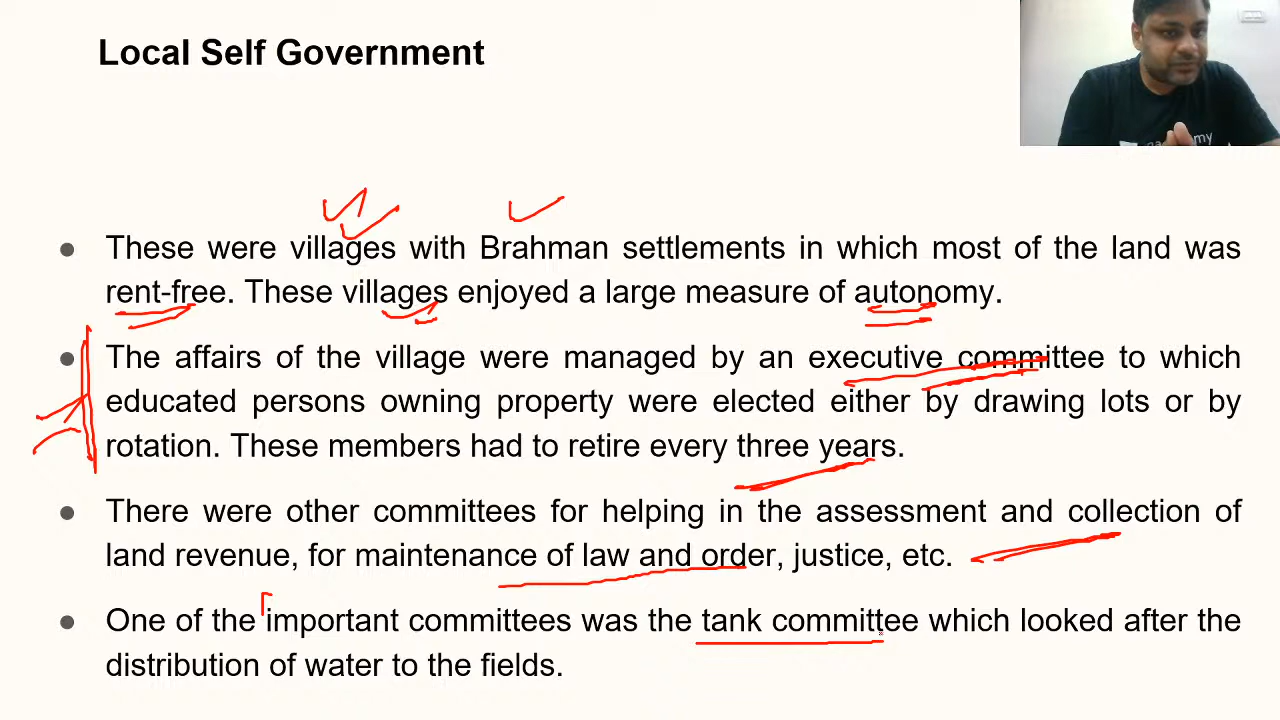 Local Self Government
● These were villages with Brahman settlements in which most of the land was
rent-free. These villages enjoyed a large measure of autonomy.
● The affairs of the village were managed by an executive committee to which
educated persons owning property were elected either by drawing lots or by
rotation. These members had to retire every three years.
● There were other committees for helping in the assessment and collection of
land revenue, for maintenance of law and order, justice, etc.
● One of the important committees was the tank committee which looked after the
distribution of water to the fields.